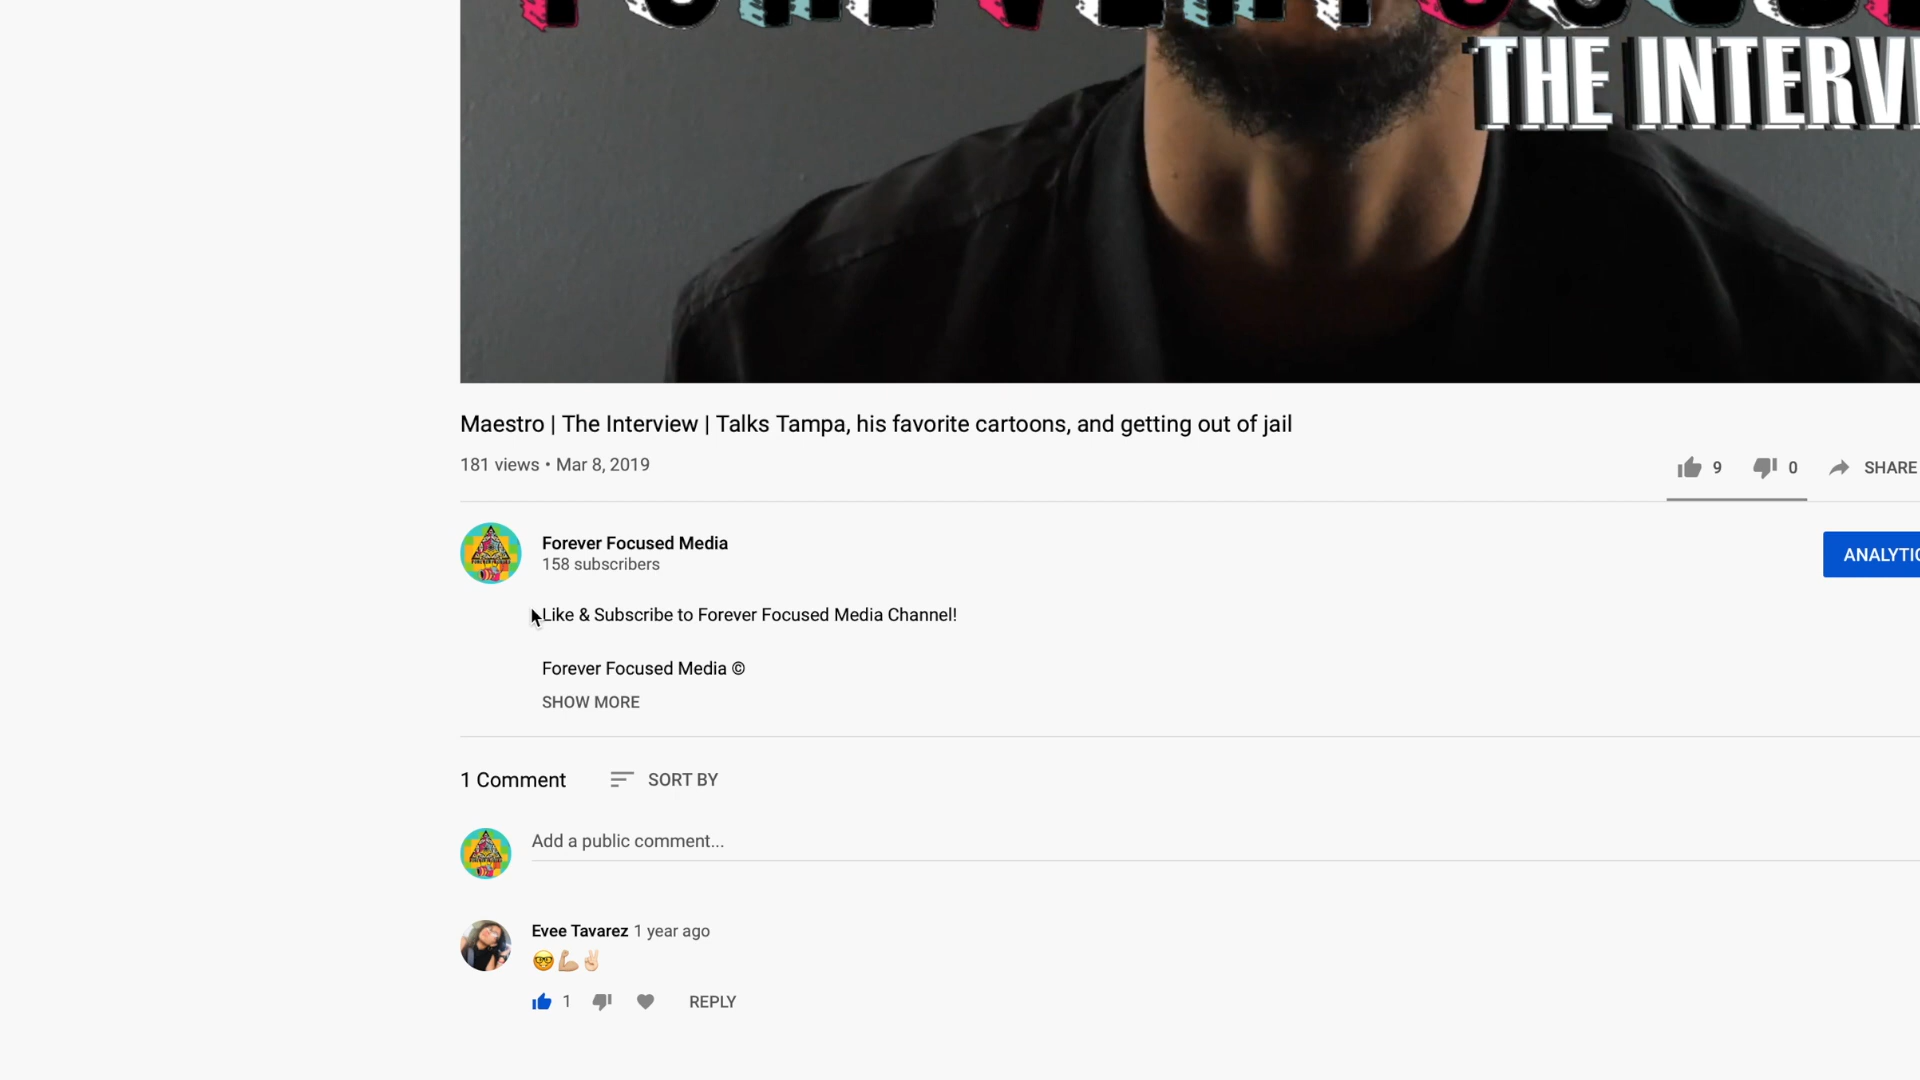 THE INTERVI
Maestro | The Interview | Talks Tampa, his favorite cartoons, and getting out of jail
181 views • Mar 8, 2019
9
0
SHARE
Forever Focused Media
158 subscribers
ANALYTIC
Like & Subscribe to Forever Focused Media Channel!
Forever Focused Media ©
SHOW MORE
1 Comment
SORT BY
Add a public comment...
Evee Tavarez 1 year ago
🤓💪🏼✌🏼
1
REPLY